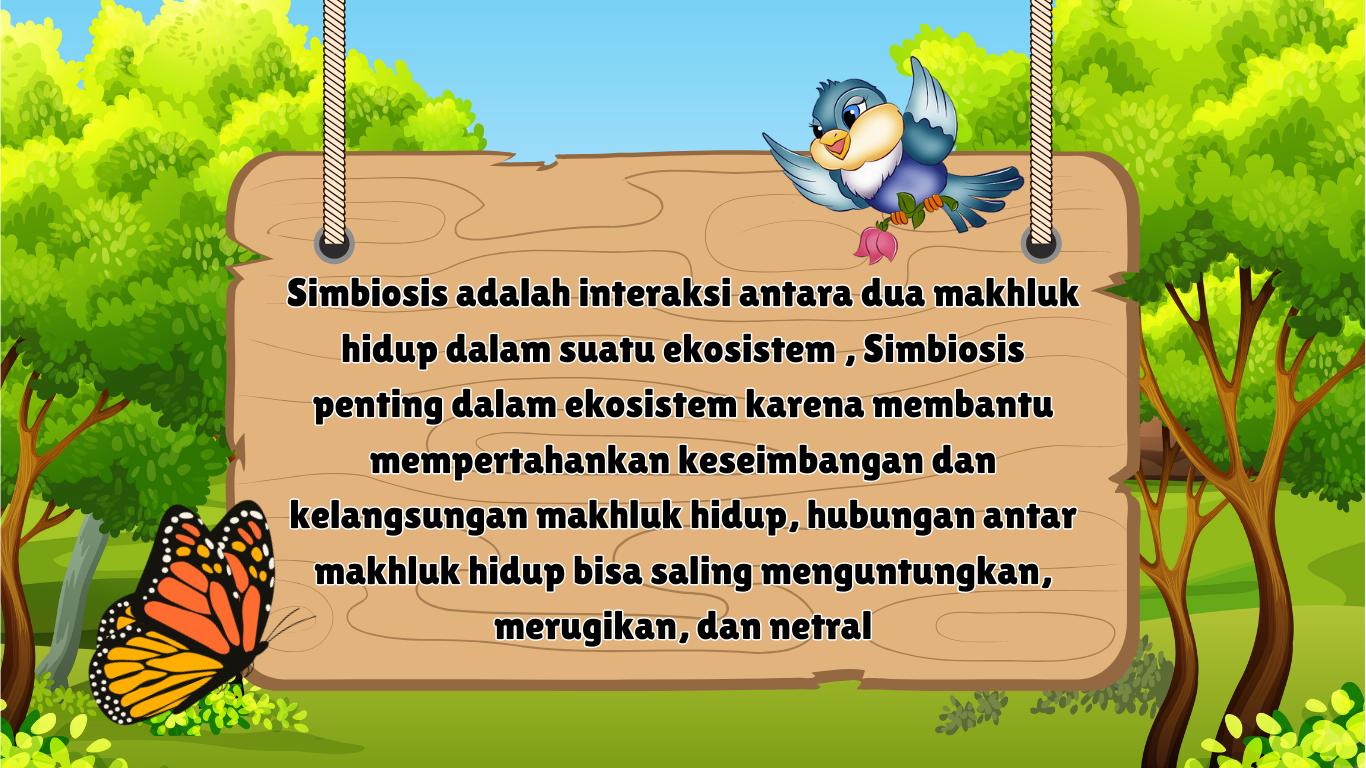 Simbiosis adalah interaksi antara dua makhluk
hidup dalam suatu ekosistem , Simbiosis
penting dalam ekosistem karena membantu
mempertahankan keseimbangan dan
kelangsungan makhluk hidup, hubungan antar
makhluk hidup bisa saling menguntungkan,
merugikan, dan netral